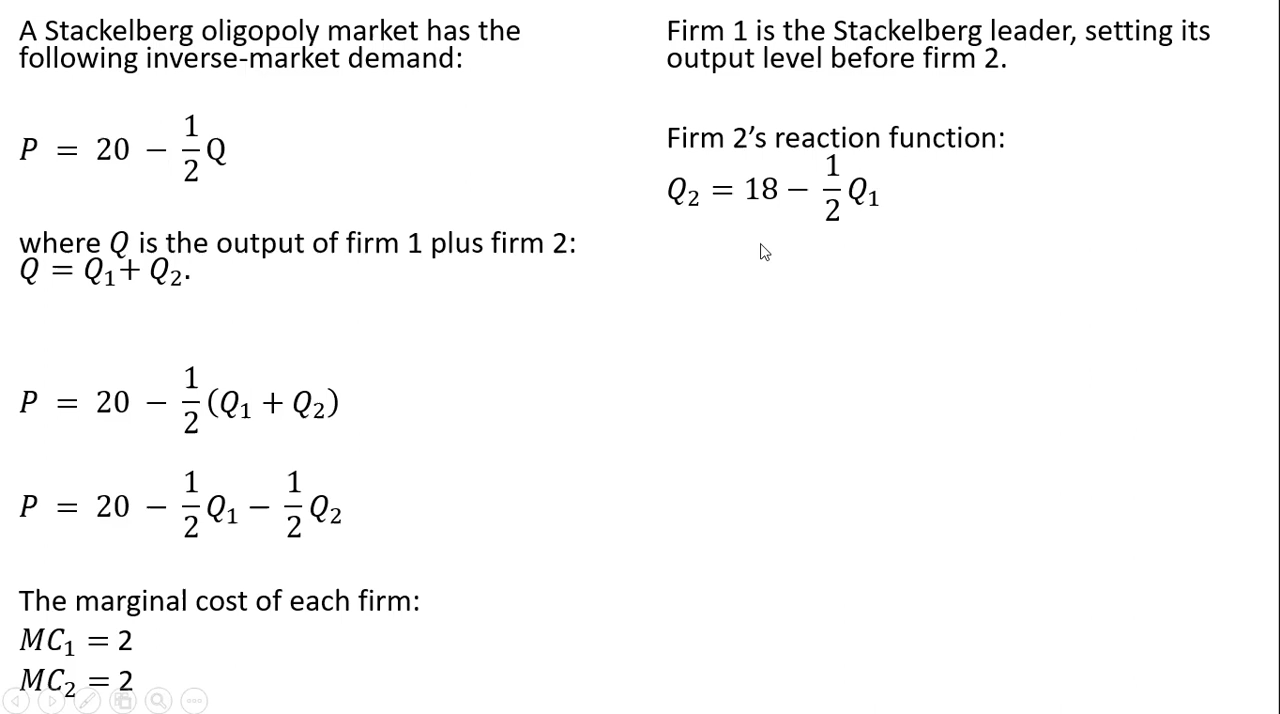 A Stackelberg oligopoly market has the
following inverse-market demand:
P = 20 − 1/2 Q
where Q is the output of firm 1 plus firm 2:
Q = Q₁+ Q₂.
P = 20 − 1/2 (Q₁ + Q₂)
P = 20 − 1/2 Q₁ − 1/2 Q₂
The marginal cost of each firm:
MC₁ = 2
MC₂ = 2
Firm 1 is the Stackelberg leader, setting its
output level before firm 2.
Firm 2’s reaction function:
Q₂ = 18 − 1/2 Q₁